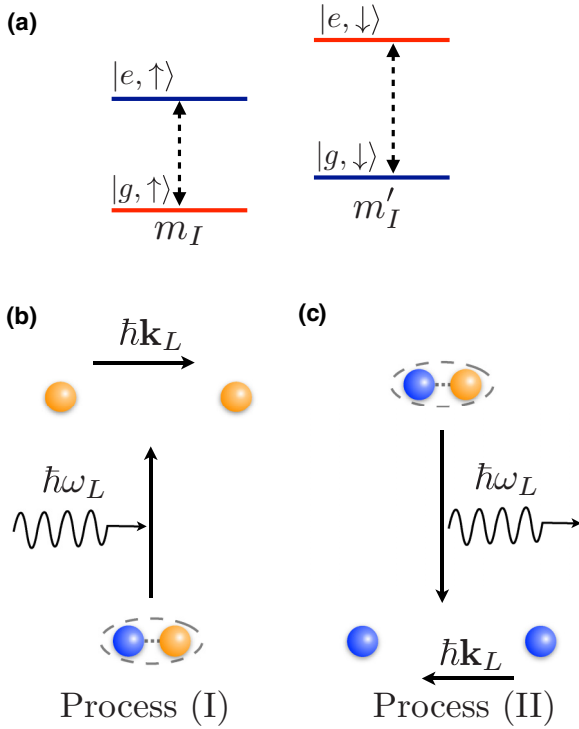 (a)
|e, ↑⟩
|g, ↑⟩
m_I
|e, ↓⟩
|g, ↓⟩
m′_I
(b)
ħk_L
ħω_L
Process (I)
(c)
ħω_L
ħk_L
Process (II)